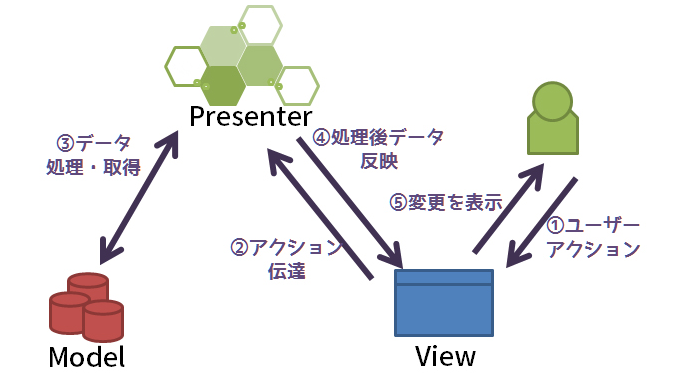 Presenter
③データ
処理・取得
④処理後データ
反映
⑤変更を表示
①ユーザー
アクション
②アクション
伝達
Model
View